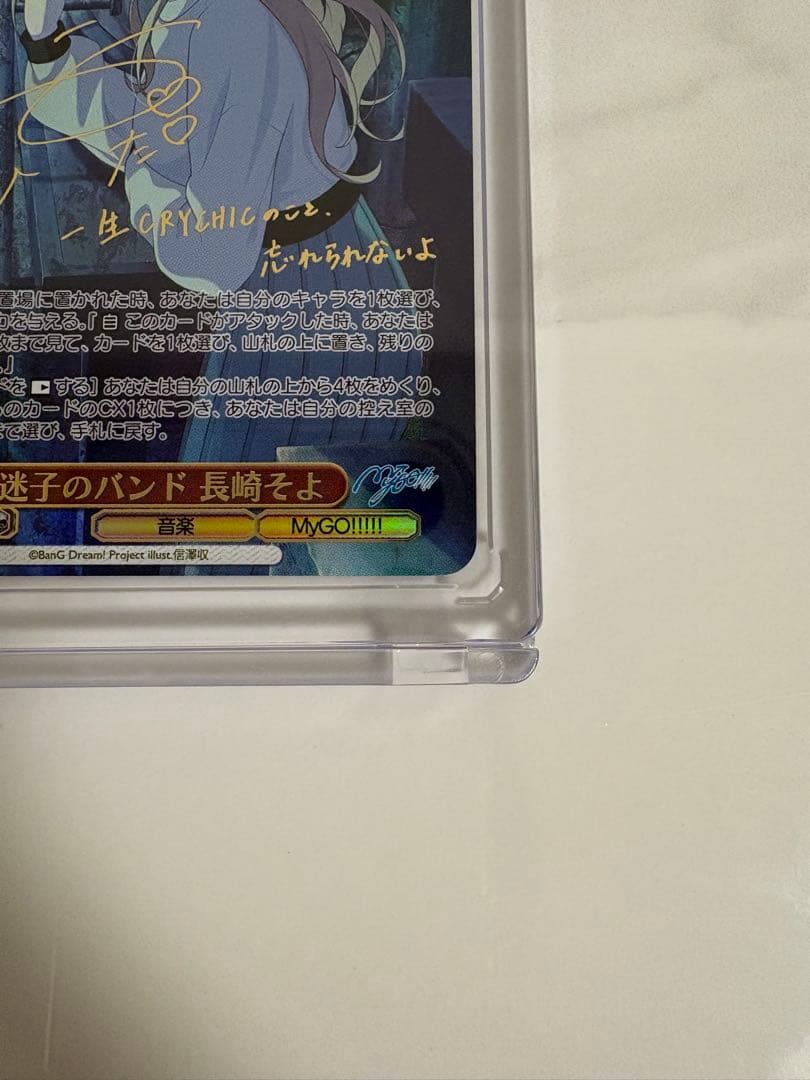 一生CRYCHICのこと、
忘れられないよ
置場に置かれた時、あなたは自分のキャラを1枚選び、
を与える。「 このカードがアタックした時、あなたは
枚まで見て、カードを1枚選び、山札の上に置き、残りの
」
ドを する］ あなたは自分の山札の上から4枚をめくり、
らのカードのCX1枚につき、あなたは自分の控え室の
で選び、手札に戻す。
迷子のバンド 長崎そよ
音楽 MyGO!!!!!
©BanG Dream! Project illust.信澤収